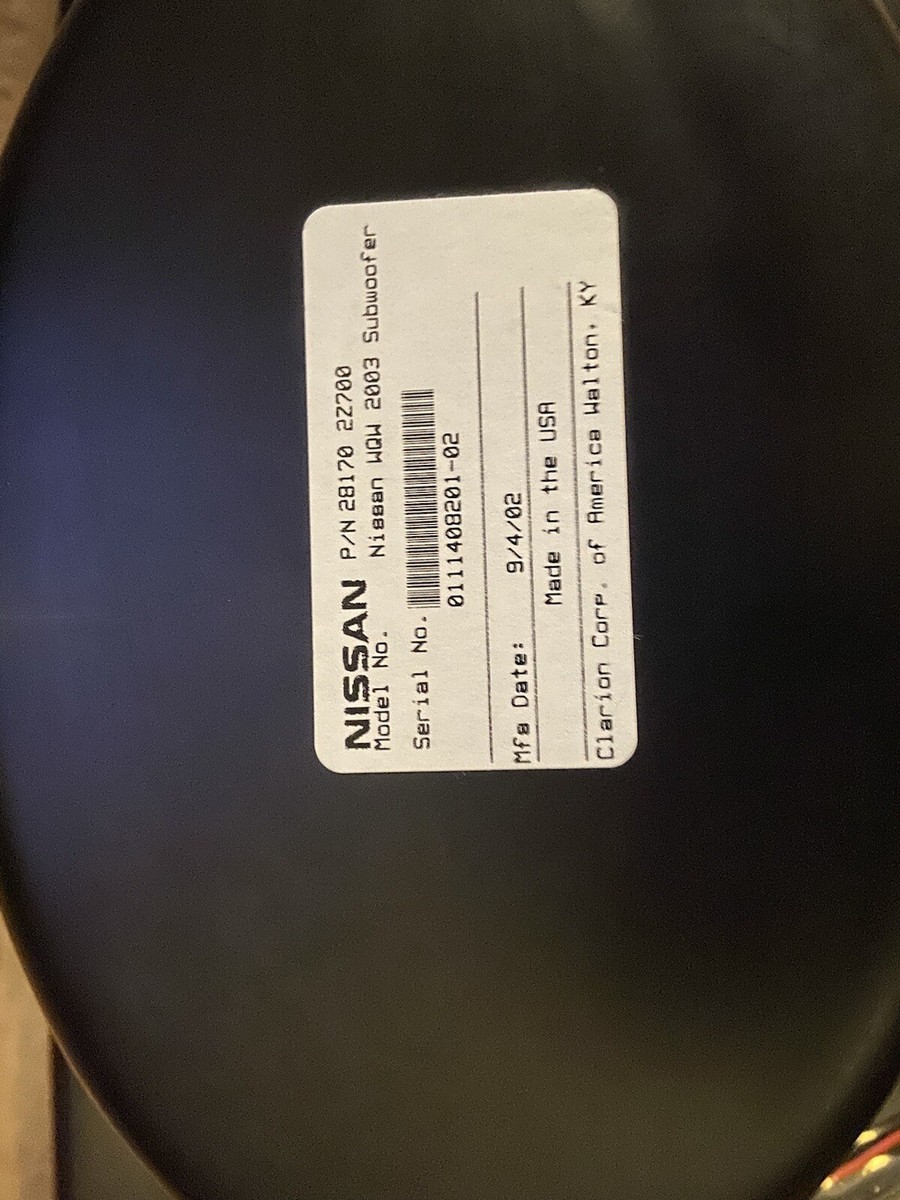 NISSAN P/N 28170 2Z700
Model No. Nissan WQW 2003 Subwoofer
Serial No.
0111408201-02
Mfg Date: 9/4/02
Made in the USA
Clarion Corp. of America Walton, KY